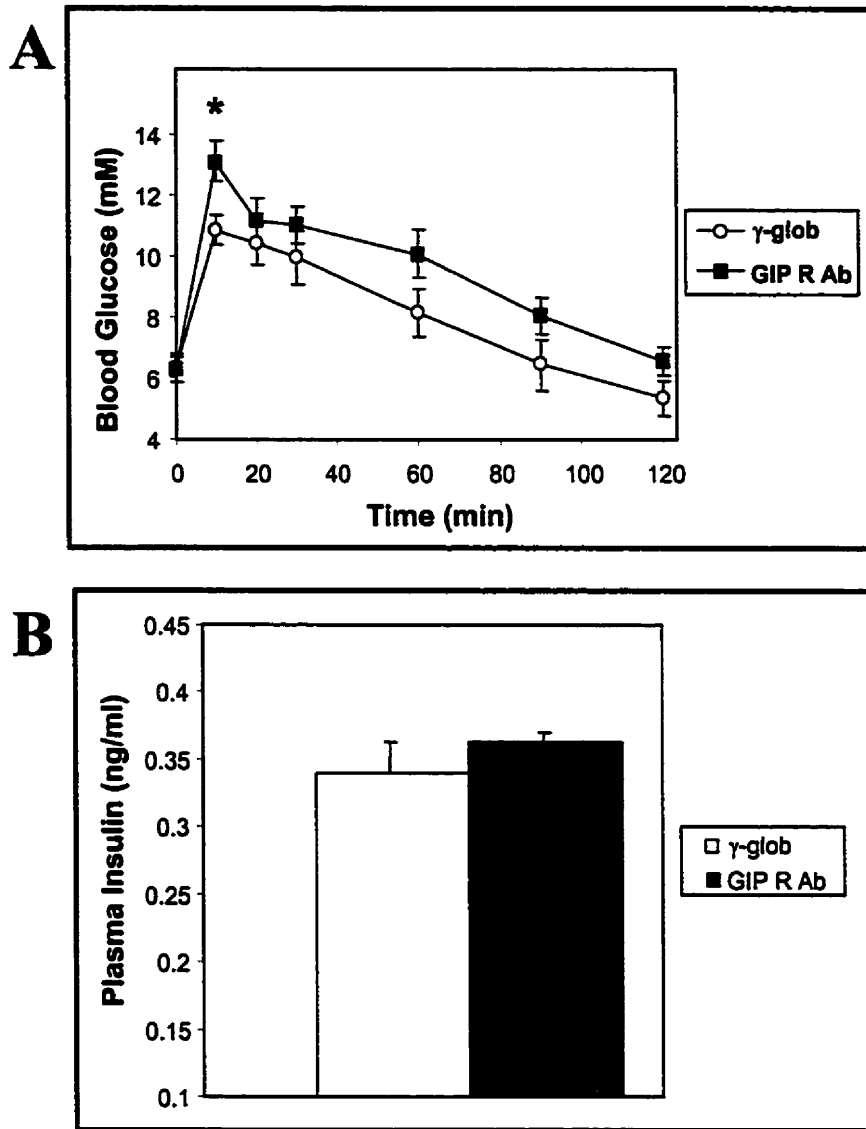 A
*
Blood Glucose (mM)
14
12
10
8
6
4
0 20 40 60 80 100 120
Time (min)
γ-glob
GIP R Ab
B
Plasma Insulin (ng/ml)
0.45
0.4
0.35
0.3
0.25
0.2
0.15
0.1
γ-glob
GIP R Ab